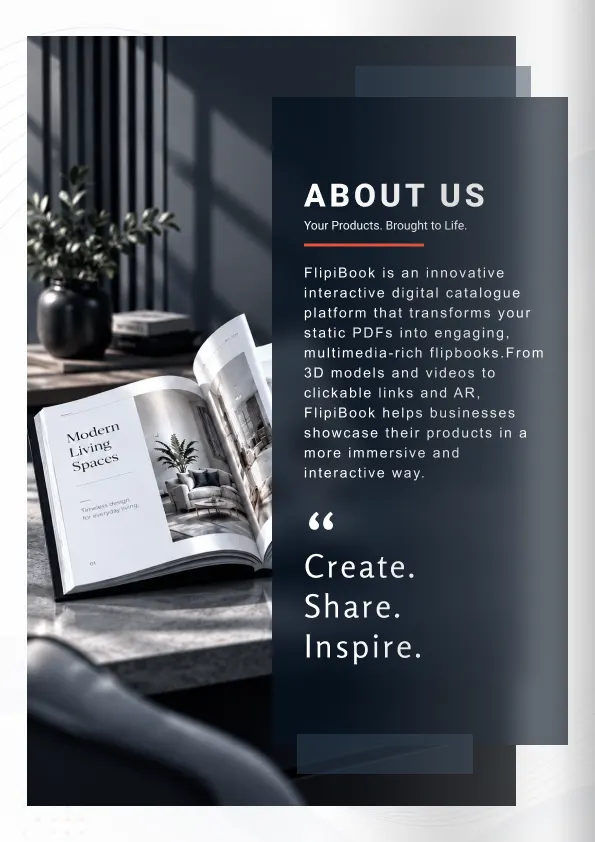 ABOUT US
Your Products. Brought to Life.
FlipiBook is an innovative
interactive digital catalogue
platform that transforms your
static PDFs into engaging,
multimedia-rich flipbooks.From
3D models and videos to
clickable links and AR,
FlipiBook helps businesses
showcase their products in a
more immersive and
interactive way.
“
Create.
Share.
Inspire.
Modern
Living
Spaces
Timeless design
for everyday living.